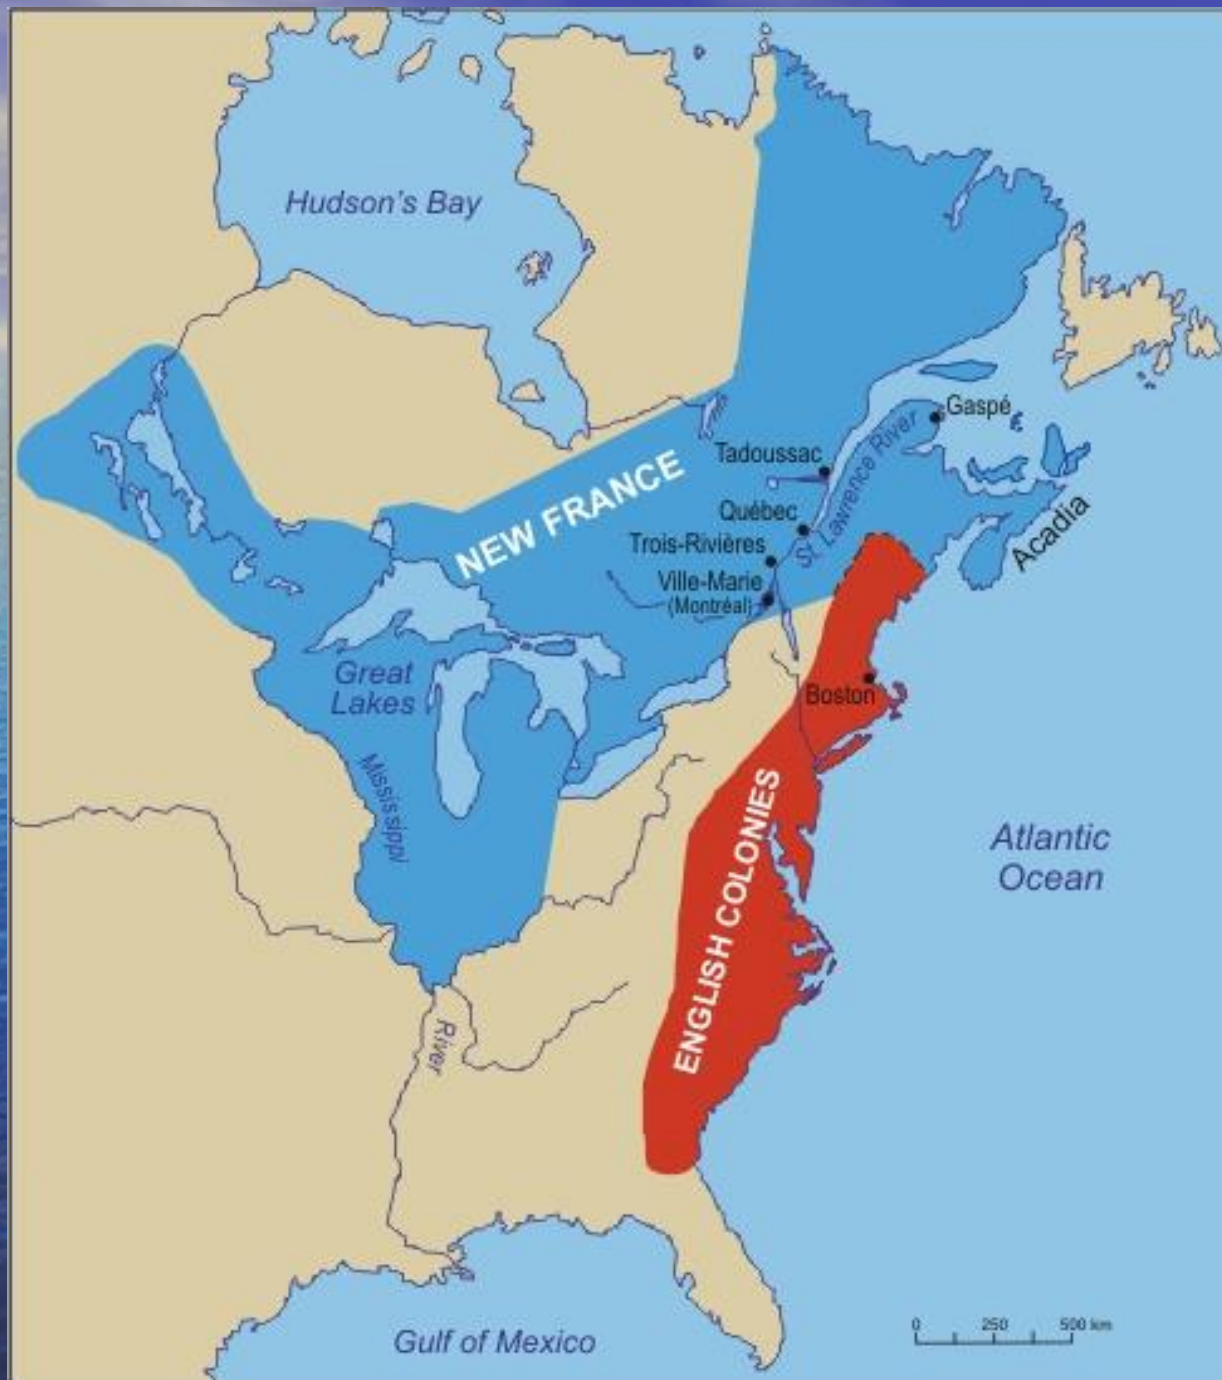 Hudson's Bay
Gaspé
Tadoussac
NEW FRANCE
St. Lawrence River
Québec
Acadia
Trois-Rivières
Ville-Marie
(Montréal)
Great
Lakes
Boston
Mississippi
ENGLISH COLONIES
Atlantic
Ocean
River
0 250 500 km
Gulf of Mexico